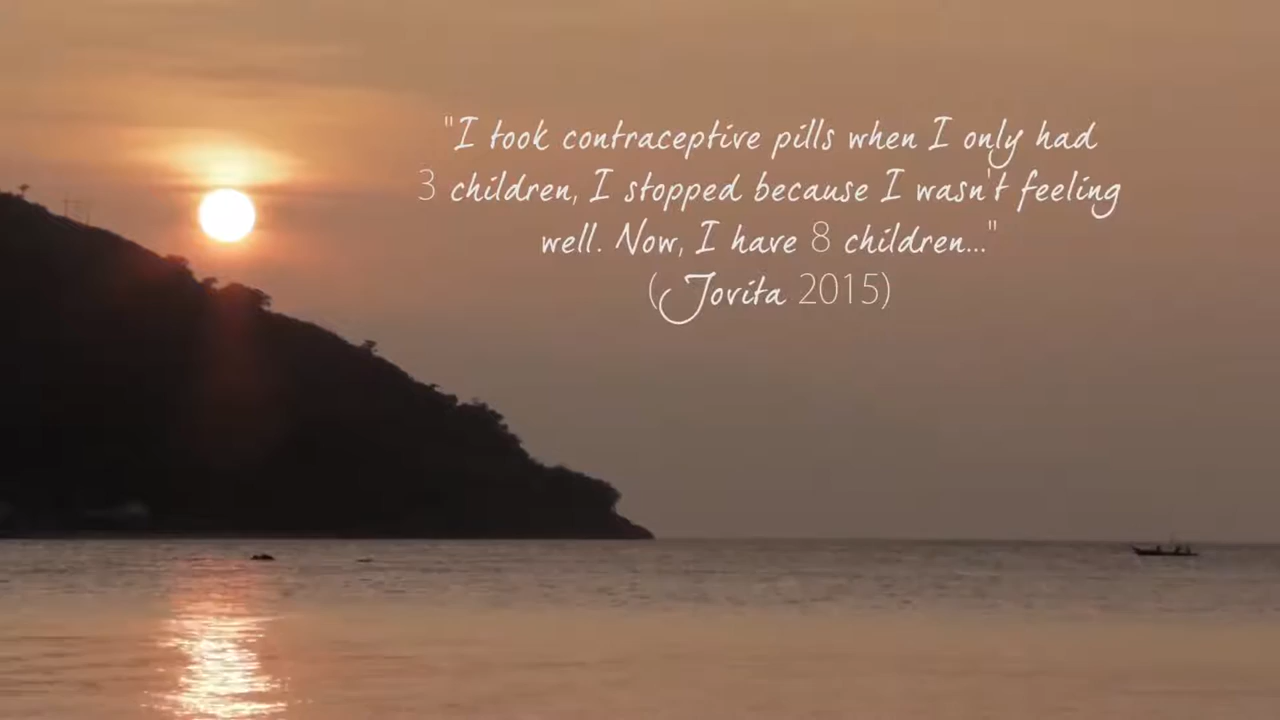 "I took contraceptive pills when I only had
3 children, I stopped because I wasn't feeling
well. Now, I have 8 children..."
(Jovita 2015)